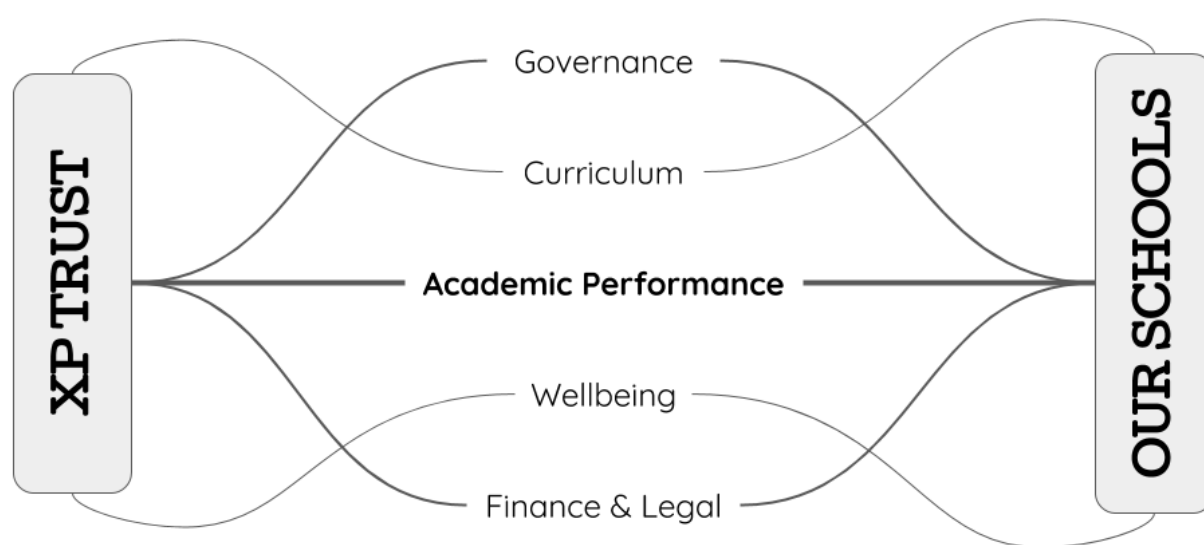 XP TRUST
Governance
Curriculum
Academic Performance
Wellbeing
Finance & Legal
OUR SCHOOLS